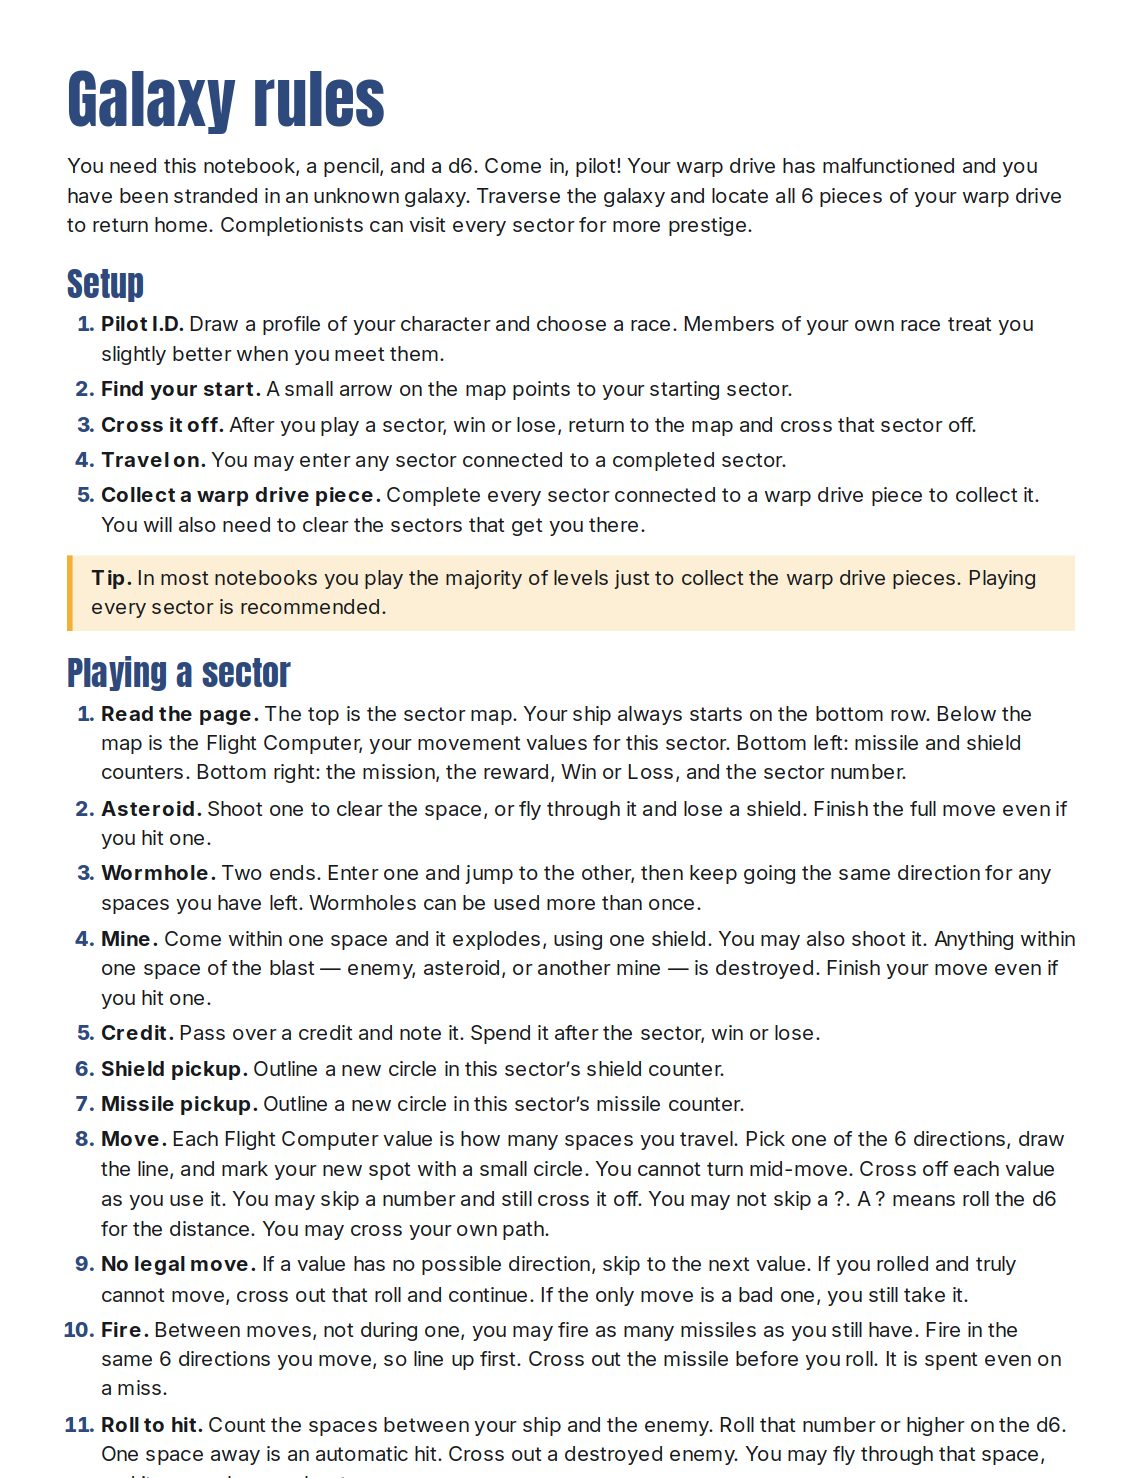 Galaxy rules
You need this notebook, a pencil, and a d6. Come in, pilot! Your warp drive has malfunctioned and you
have been stranded in an unknown galaxy. Traverse the galaxy and locate all 6 pieces of your warp drive
to return home. Completionists can visit every sector for more prestige.
Setup
1. Pilot I.D. Draw a profile of your character and choose a race. Members of your own race treat you
slightly better when you meet them.
2. Find your start. A small arrow on the map points to your starting sector.
3. Cross it off. After you play a sector, win or lose, return to the map and cross that sector off.
4. Travel on. You may enter any sector connected to a completed sector.
5. Collect a warp drive piece. Complete every sector connected to a warp drive piece to collect it.
You will also need to clear the sectors that get you there.
Tip. In most notebooks you play the majority of levels just to collect the warp drive pieces. Playing
every sector is recommended.
Playing a sector
1. Read the page. The top is the sector map. Your ship always starts on the bottom row. Below the
map is the Flight Computer, your movement values for this sector. Bottom left: missile and shield
counters. Bottom right: the mission, the reward, Win or Loss, and the sector number.
2. Asteroid. Shoot one to clear the space, or fly through it and lose a shield. Finish the full move even if
you hit one.
3. Wormhole. Two ends. Enter one and jump to the other, then keep going the same direction for any
spaces you have left. Wormholes can be used more than once.
4. Mine. Come within one space and it explodes, using one shield. You may also shoot it. Anything within
one space of the blast — enemy, asteroid, or another mine — is destroyed. Finish your move even if
you hit one.
5. Credit. Pass over a credit and note it. Spend it after the sector, win or lose.
6. Shield pickup. Outline a new circle in this sector’s shield counter.
7. Missile pickup. Outline a new circle in this sector’s missile counter.
8. Move. Each Flight Computer value is how many spaces you travel. Pick one of the 6 directions, draw
the line, and mark your new spot with a small circle. You cannot turn mid-move. Cross off each value
as you use it. You may skip a number and still cross it off. You may not skip a ?. A ? means roll the d6
for the distance. You may cross your own path.
9. No legal move. If a value has no possible direction, skip to the next value. If you rolled and truly
cannot move, cross out that roll and continue. If the only move is a bad one, you still take it.
10. Fire. Between moves, not during one, you may fire as many missiles as you still have. Fire in the
same 6 directions you move, so line up first. Cross out the missile before you roll. It is spent even on
a miss.
11. Roll to hit. Count the spaces between your ship and the enemy. Roll that number or higher on the d6.
One space away is an automatic hit. Cross out a destroyed enemy. You may fly through that space,